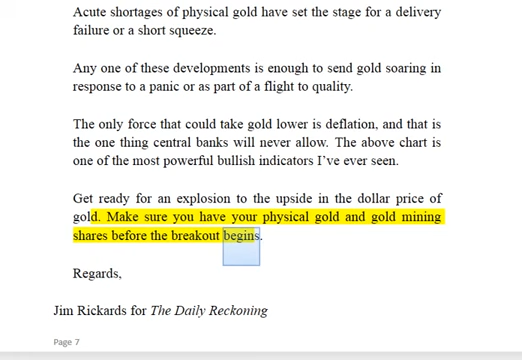 Acute shortages of physical gold have set the stage for a delivery
failure or a short squeeze.
Any one of these developments is enough to send gold soaring in
response to a panic or as part of a flight to quality.
The only force that could take gold lower is deflation, and that is
the one thing central banks will never allow. The above chart is
one of the most powerful bullish indicators I've ever seen.
Get ready for an explosion to the upside in the dollar price of
gold. Make sure you have your physical gold and gold mining
shares before the breakout begins.
Regards,
Jim Rickards for The Daily Reckoning
Page 7